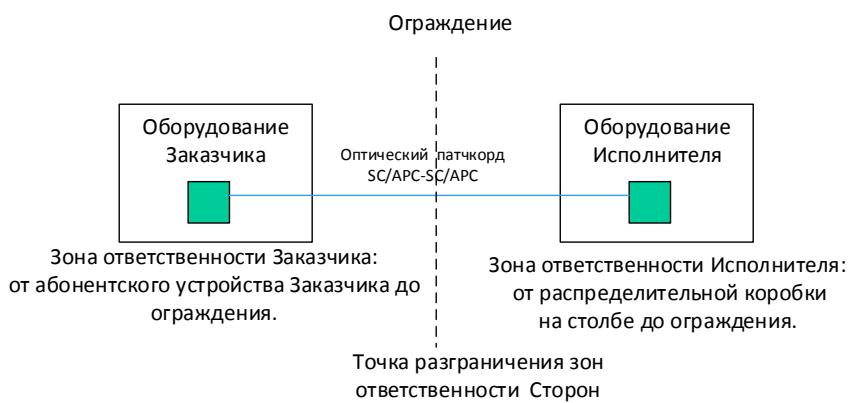 Ограждение
Оборудование
Заказчика
Оптический патчкорд
SC/APC-SC/APC
Оборудование
Исполнителя
Зона ответственности Заказчика:
от абонентского устройства Заказчика до
ограждения.
Зона ответственности Исполнителя:
от распределительной коробки
на столбе до ограждения.
Точка разграничения зон
ответственности Сторон